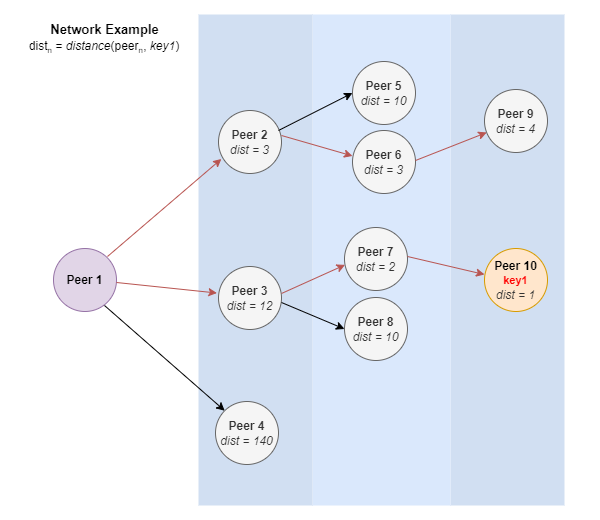 Network Example
distₙ = distance(peerₙ, key1)
Peer 1
Peer 2
dist = 3
Peer 3
dist = 12
Peer 4
dist = 140
Peer 5
dist = 10
Peer 6
dist = 3
Peer 7
dist = 2
Peer 8
dist = 10
Peer 9
dist = 4
Peer 10
key1
dist = 1